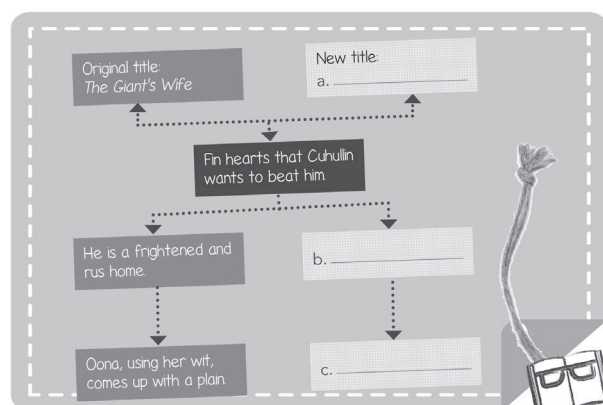 Original title:
The Giant's Wife
New title:
a.
Fin hearts that Cuhullin
wants to beat him.
He is a frightened and
rus home.
b.
Oona, using her wit,
comes up with a plain.
c.